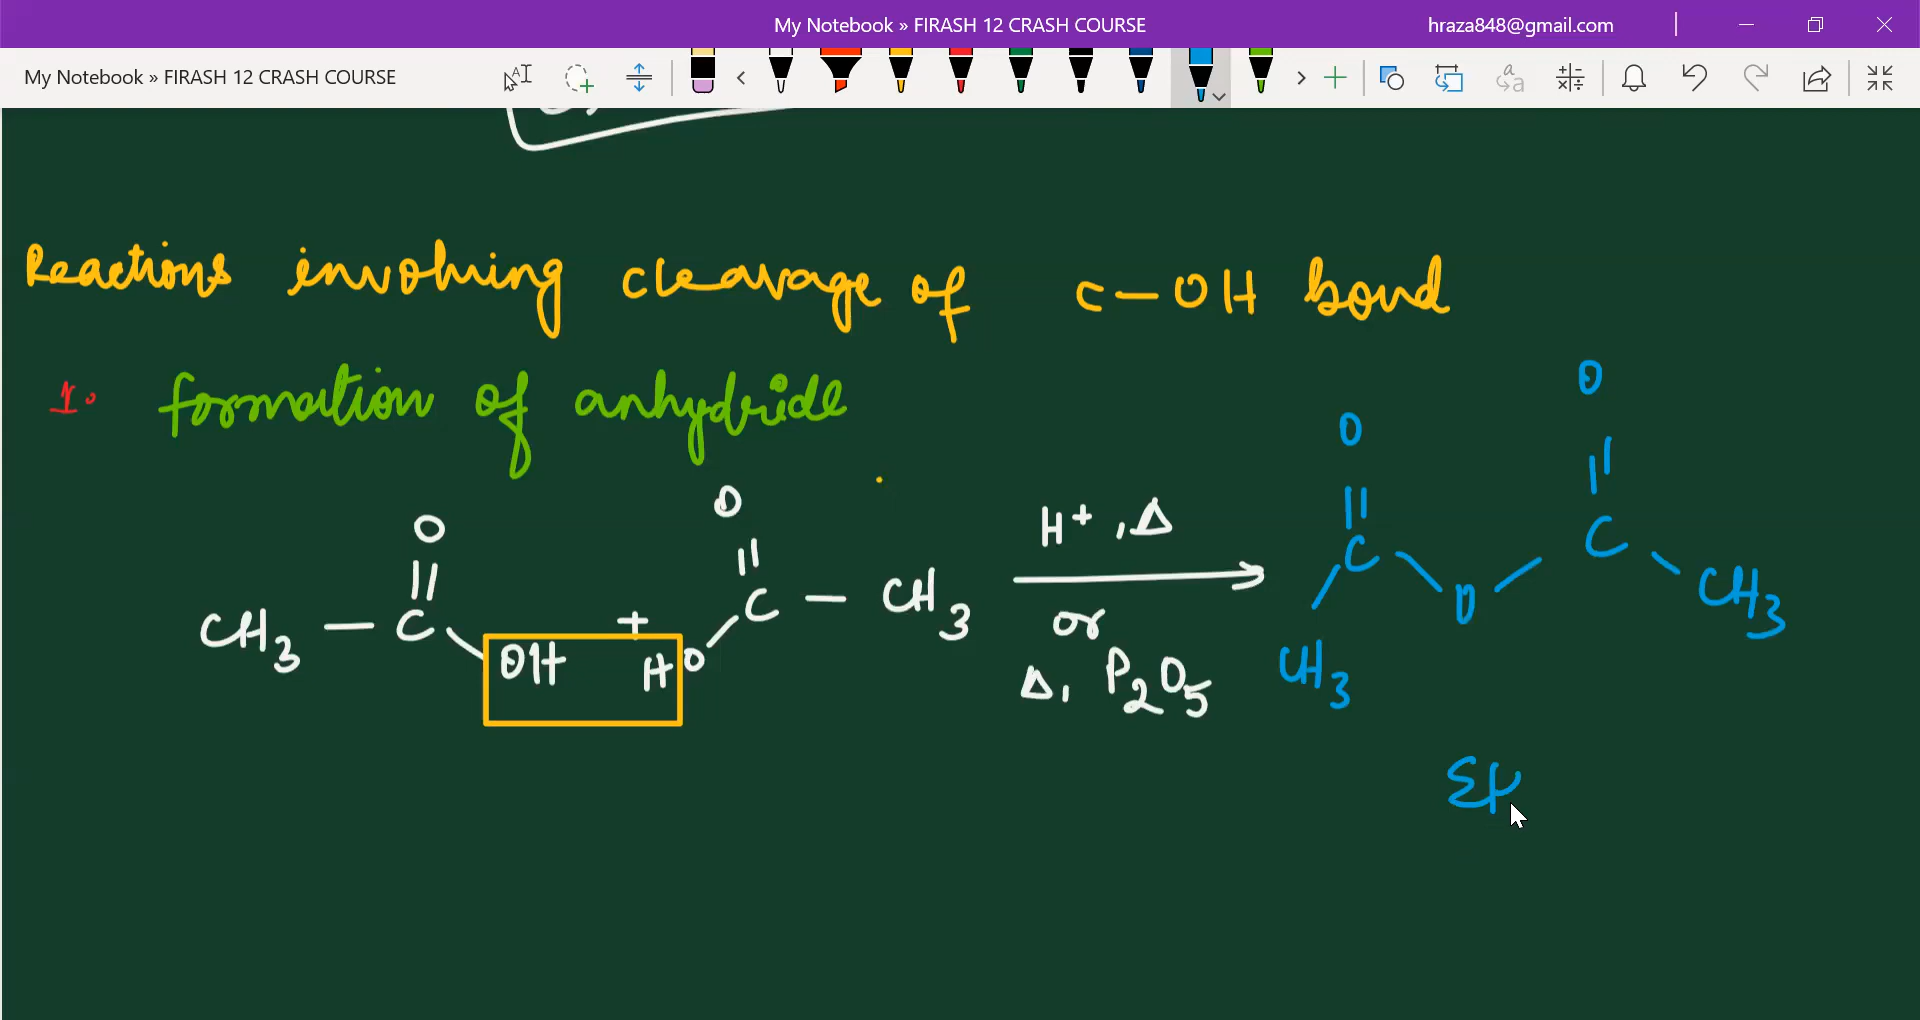 My Notebook » FIRASH 12 CRASH COURSE
hraza848@gmail.com
My Notebook » FIRASH 12 CRASH COURSE
Reactions involving cleavage of C — OH bond
1. formation of anhydride
O O O O
CH3 — C OH + HO C — CH3
H+ , Δ
or
Δ, P2O5
C O C
CH3 CH3